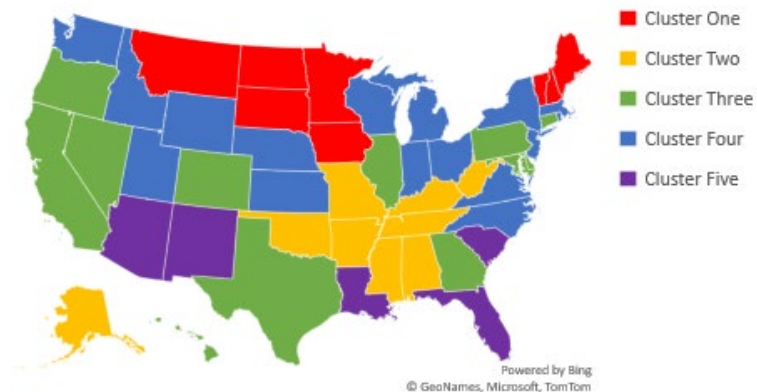 Cluster One
Cluster Two
Cluster Three
Cluster Four
Cluster Five
Powered by Bing
© GeoNames, Microsoft, TomTom